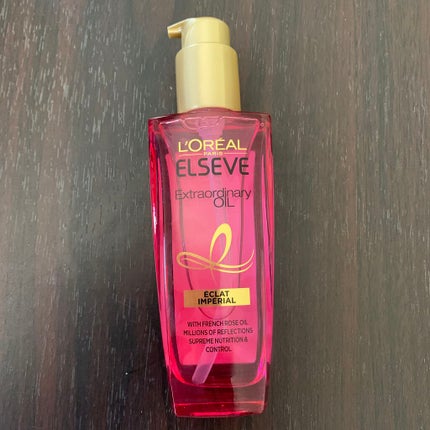 L'ORÉAL
PARIS
ELSEVE
Extraordinary
OIL
ÉCLAT
IMPÉRIAL
WITH FRENCH ROSE OIL
MILLIONS OF REFLECTIONS
SUPREME NUTRITION &
CONTROL